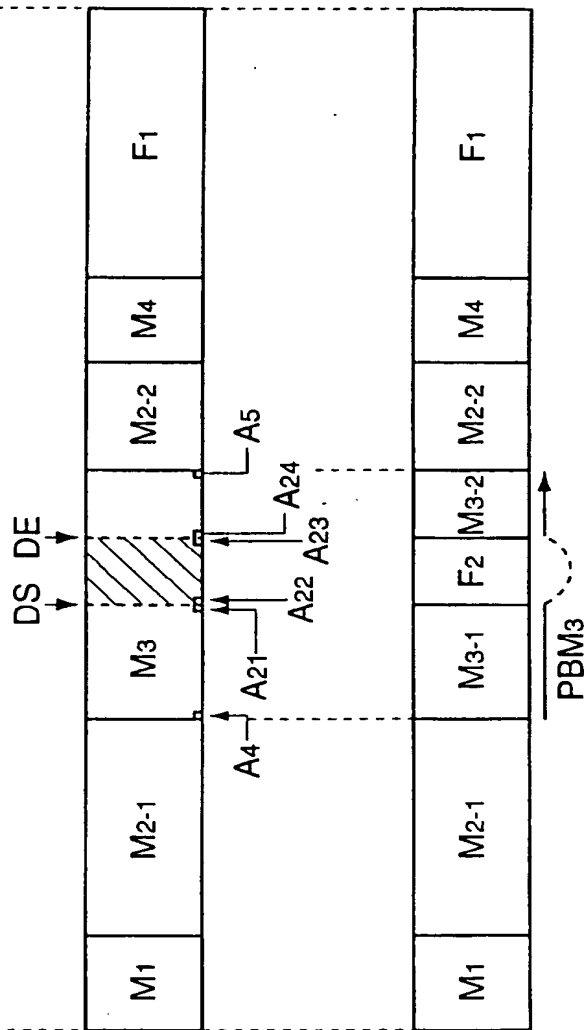 DS DE
M1 M2-1 M3 M2-2 M4 F1
A4 A21 A22 A23 A24 A5
M1 M2-1 M3-1 F2 M3-2 M2-2 M4 F1
PBM3